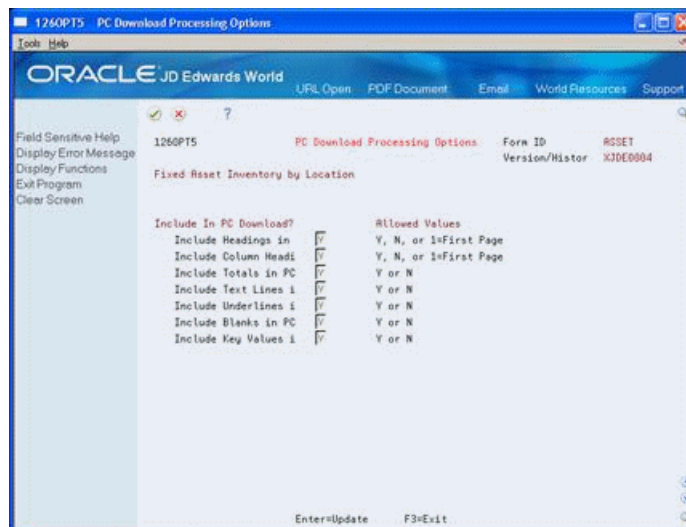 1260PT5 PC Download Processing Options
Tools Help
ORACLE JD Edwards World
URL Open PDF Document Email World Resources Support
Field Sensitive Help
Display Error Message
Display Functions
Exit Program
Clear Screen
?
1260PT5 PC Download Processing Options Form ID ASSET
Version/Histor XJDE0004
Fixed Asset Inventory by Location
Include In PC Download? Allowed Values
Include Headings in Y Y, N, or 1=First Page
Include Column Headi Y Y, N, or 1=First Page
Include Totals in PC Y Y or N
Include Text Lines i Y Y or N
Include Underlines i Y Y or N
Include Blanks in PC Y Y or N
Include Key Values i Y Y or N
Enter=Update F3=Exit